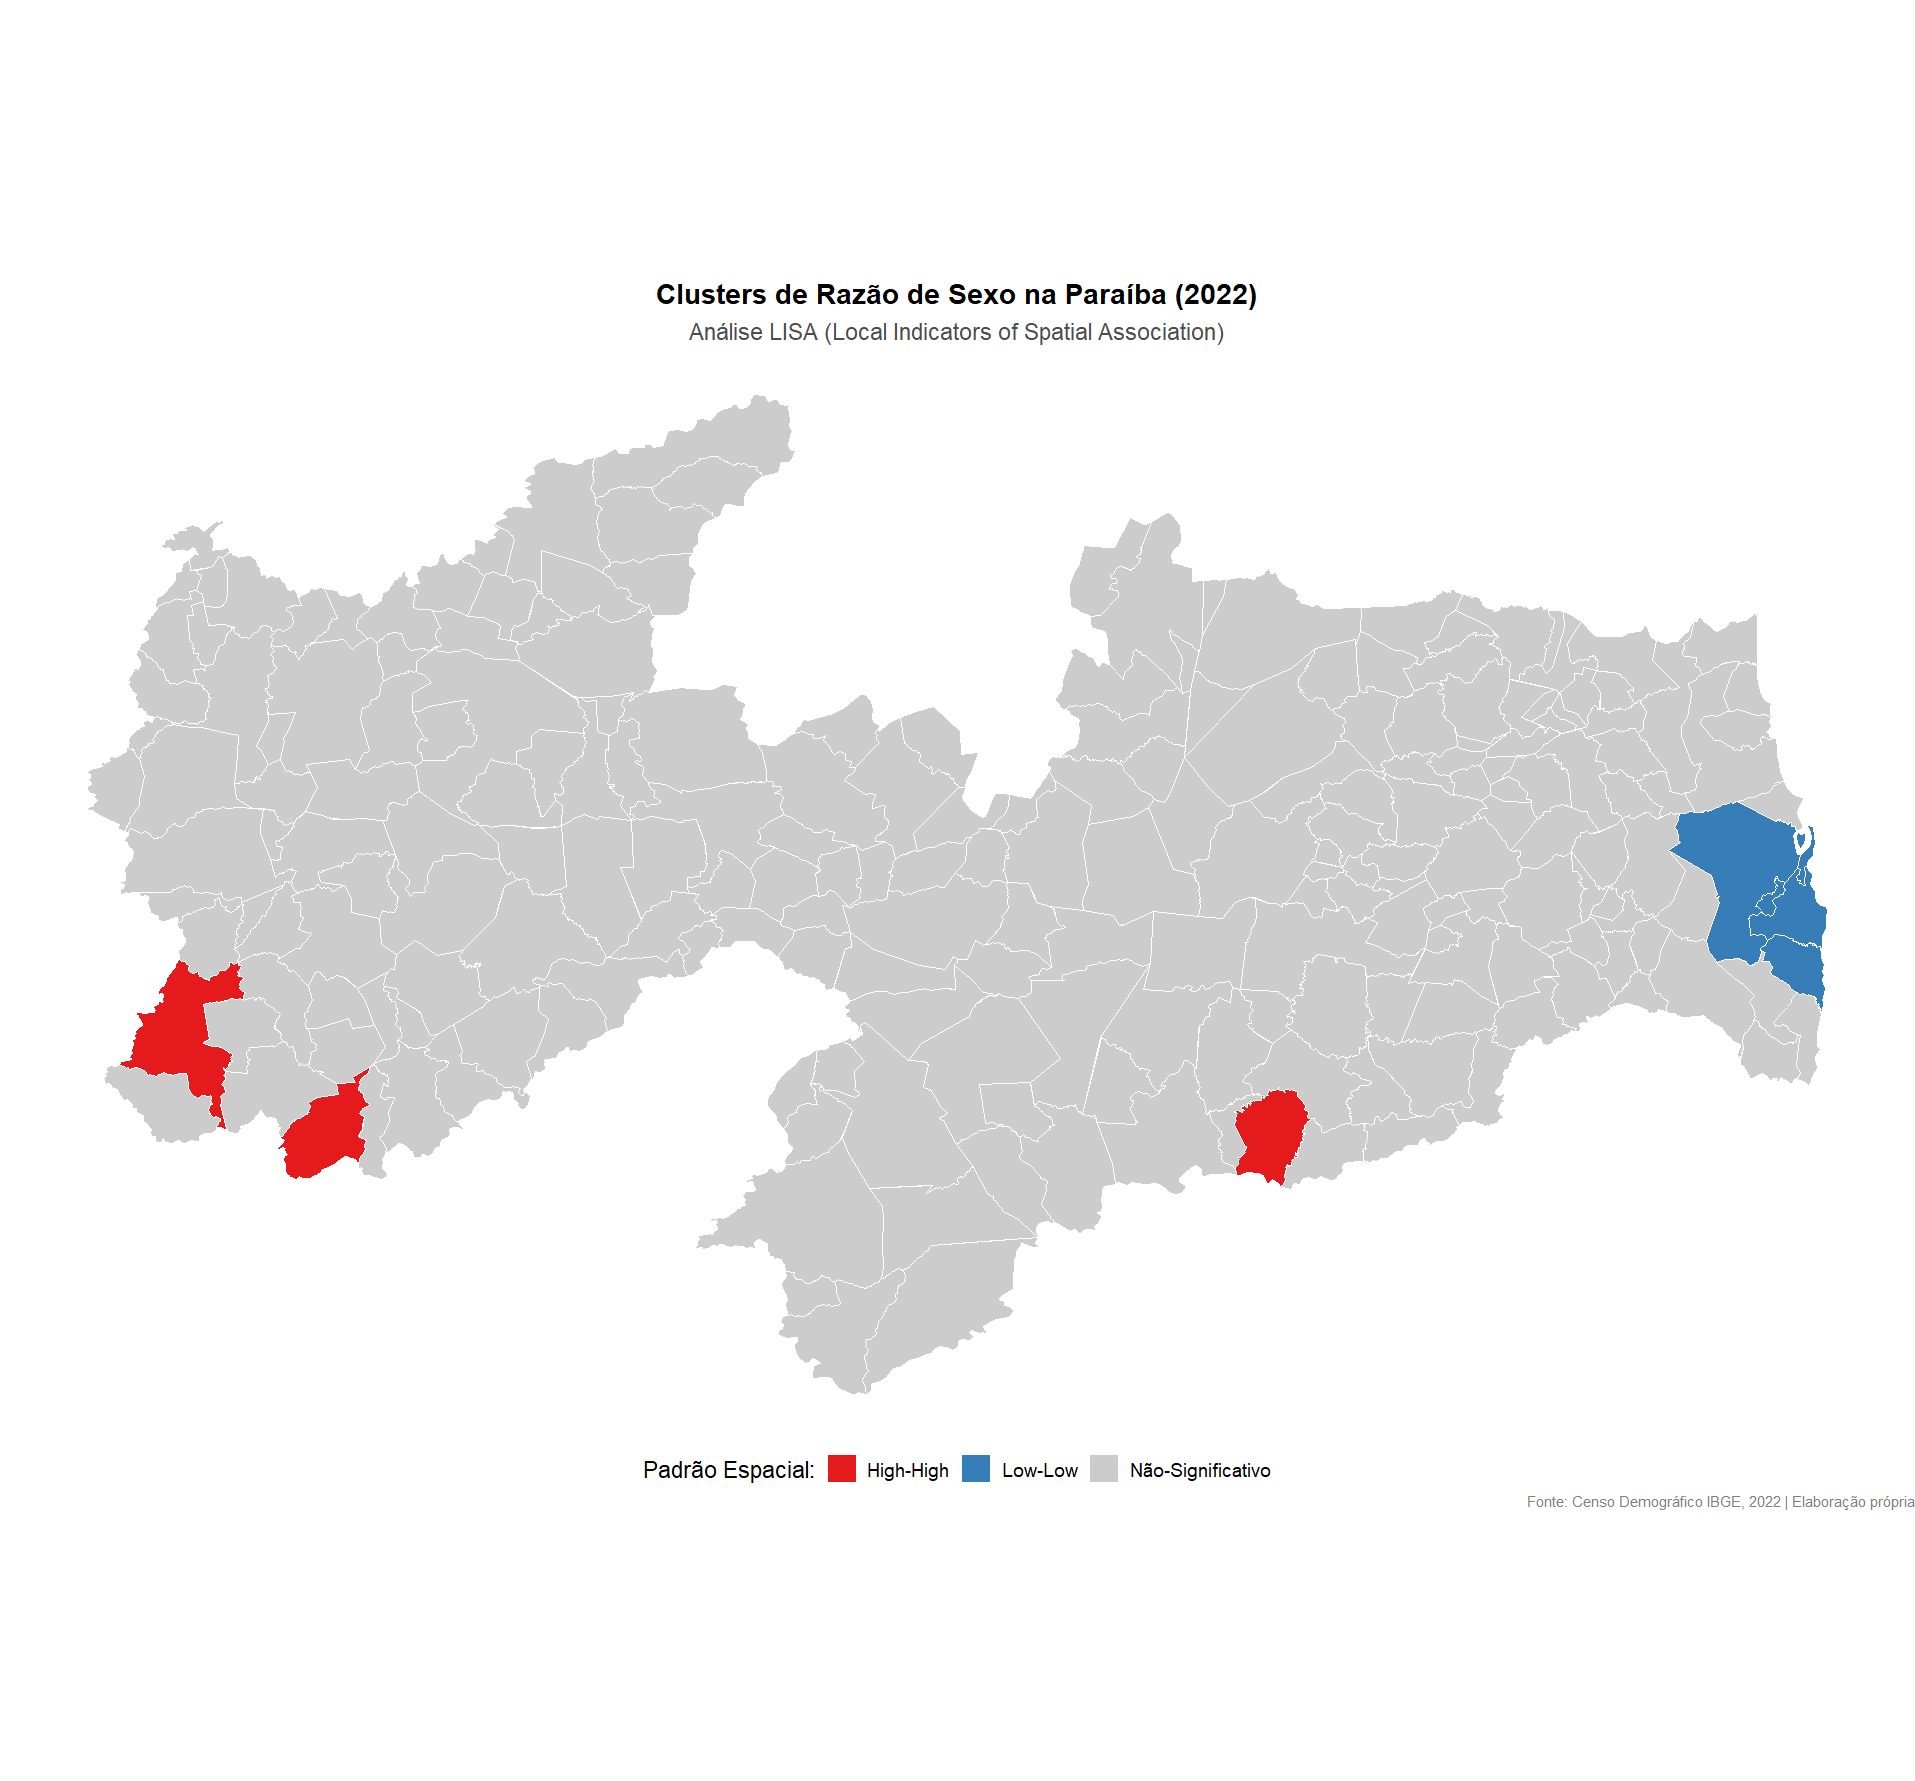 Clusters de Razão de Sexo na Paraíba (2022)
Análise LISA (Local Indicators of Spatial Association)
Padrão Espacial: High-High Low-Low Não-Significativo
Fonte: Censo Demográfico IBGE, 2022 | Elaboração própria